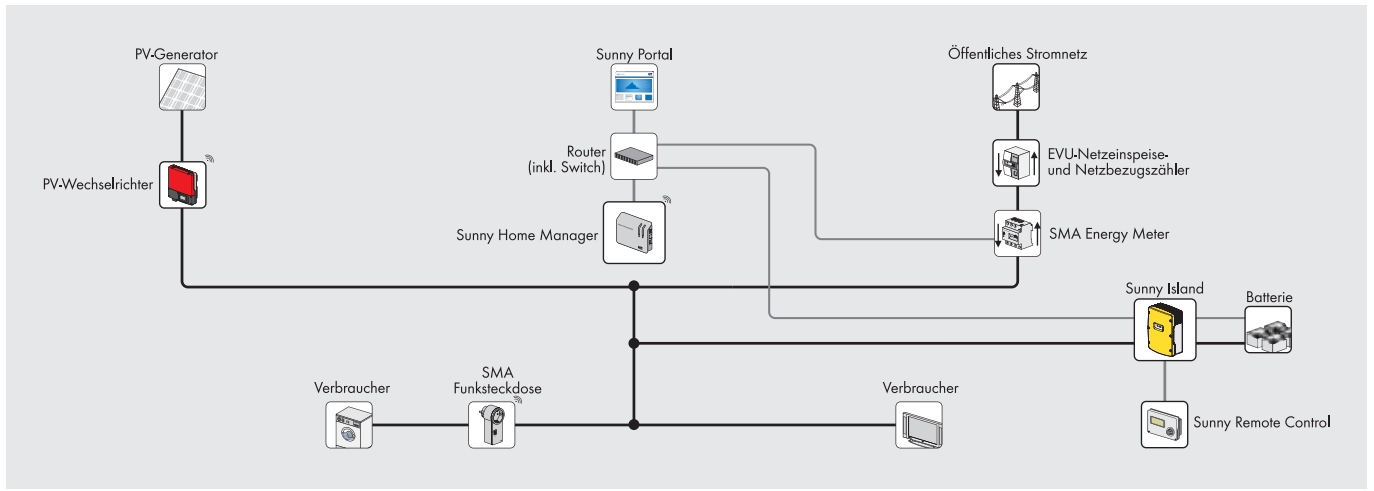 PV-Generator
Sunny Portal
Öffentliches Stromnetz
Router
(inkl. Switch)
EVU-Netzeinspeise-
und Netzbezugszähler
PV-Wechselrichter
Sunny Home Manager
SMA Energy Meter
Sunny Island
Batterie
Verbraucher
SMA
Funksteckdose
Verbraucher
Sunny Remote Control